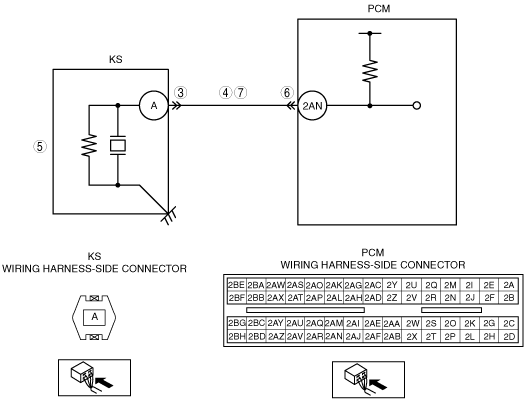 PCM
KS
A
③
④ ⑦
⑥
2AN
⑤
KS
WIRING HARNESS-SIDE CONNECTOR
A
PCM
WIRING HARNESS-SIDE CONNECTOR
2BE 2BA 2AW 2AS 2AO 2AK 2AG 2AC 2Y 2U 2Q 2M 2I 2E 2A
2BF 2BB 2AX 2AT 2AP 2AL 2AH 2AD 2Z 2V 2R 2N 2J 2F 2B
2BG 2BC 2AY 2AU 2AQ 2AM 2AI 2AE 2AA 2W 2S 2O 2K 2G 2C
2BH 2BD 2AZ 2AV 2AR 2AN 2AJ 2AF 2AB 2X 2T 2P 2L 2H 2D